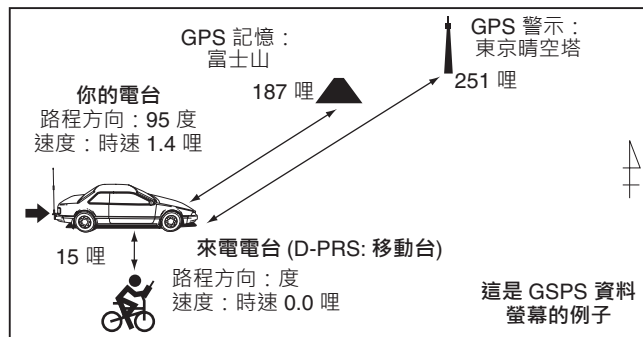 GPS 記憶：
富士山
187 哩
GPS 警示：
東京晴空塔
251 哩
你的電台
路程方向：95 度
速度：時速 1.4 哩
15 哩
來電電台 (D-PRS: 移動台)
路程方向：度
速度：時速 0.0 哩
這是 GSPS 資料
螢幕的例子